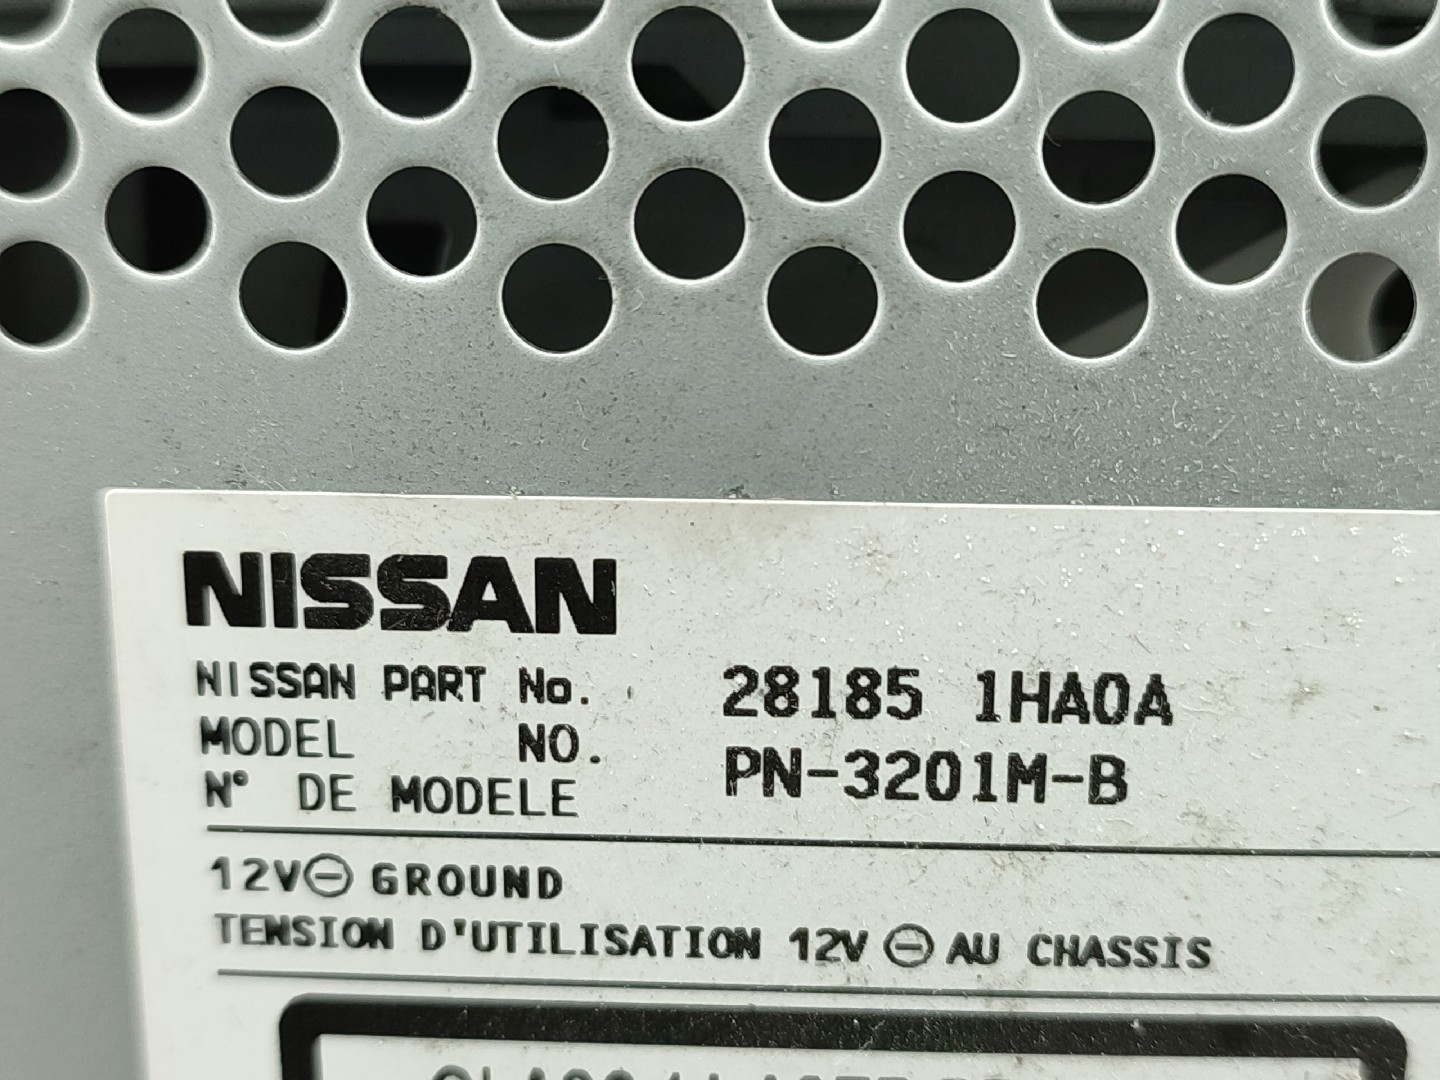 NISSAN
NISSAN PART No. 28185 1HA0A
MODEL NO. PN-3201M-B
N° DE MODELE
12V⊖ GROUND
TENSION D'UTILISATION 12V ⊖ AU CHASSIS